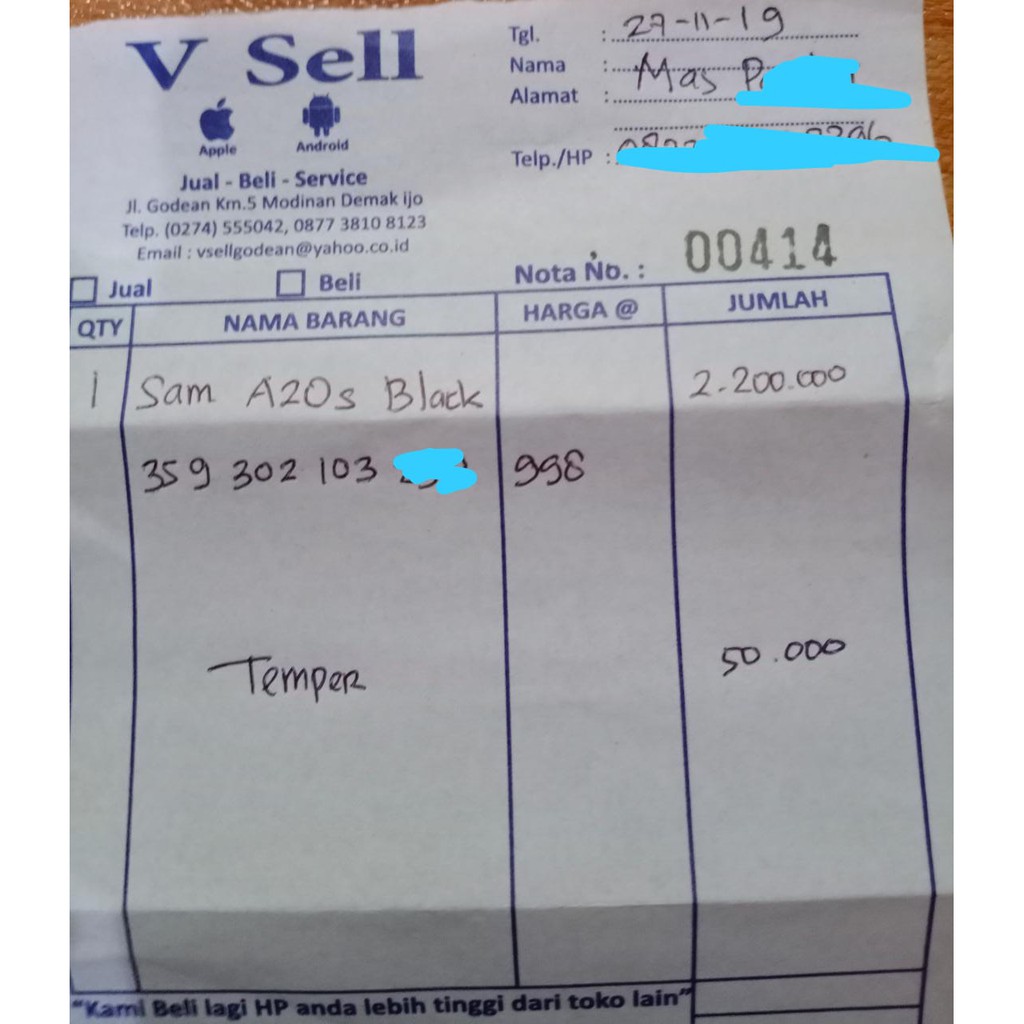 V Sell
Apple Android
Jual - Beli - Service
Jl. Godean Km.5 Modinan Demak ijo
Telp. (0274) 555042, 0877 3810 8123
Email : vsellgodean@yahoo.co.id
Tgl. : 27-11-19
Nama : Mas
Alamat :
Telp./HP :
Jual Beli Nota No. : 00414
QTY NAMA BARANG HARGA @ JUMLAH
1 Sam A20s Black 2.200.000
359 302 103 998
Temper 50.000
"Kami Beli lagi HP anda lebih tinggi dari toko lain"